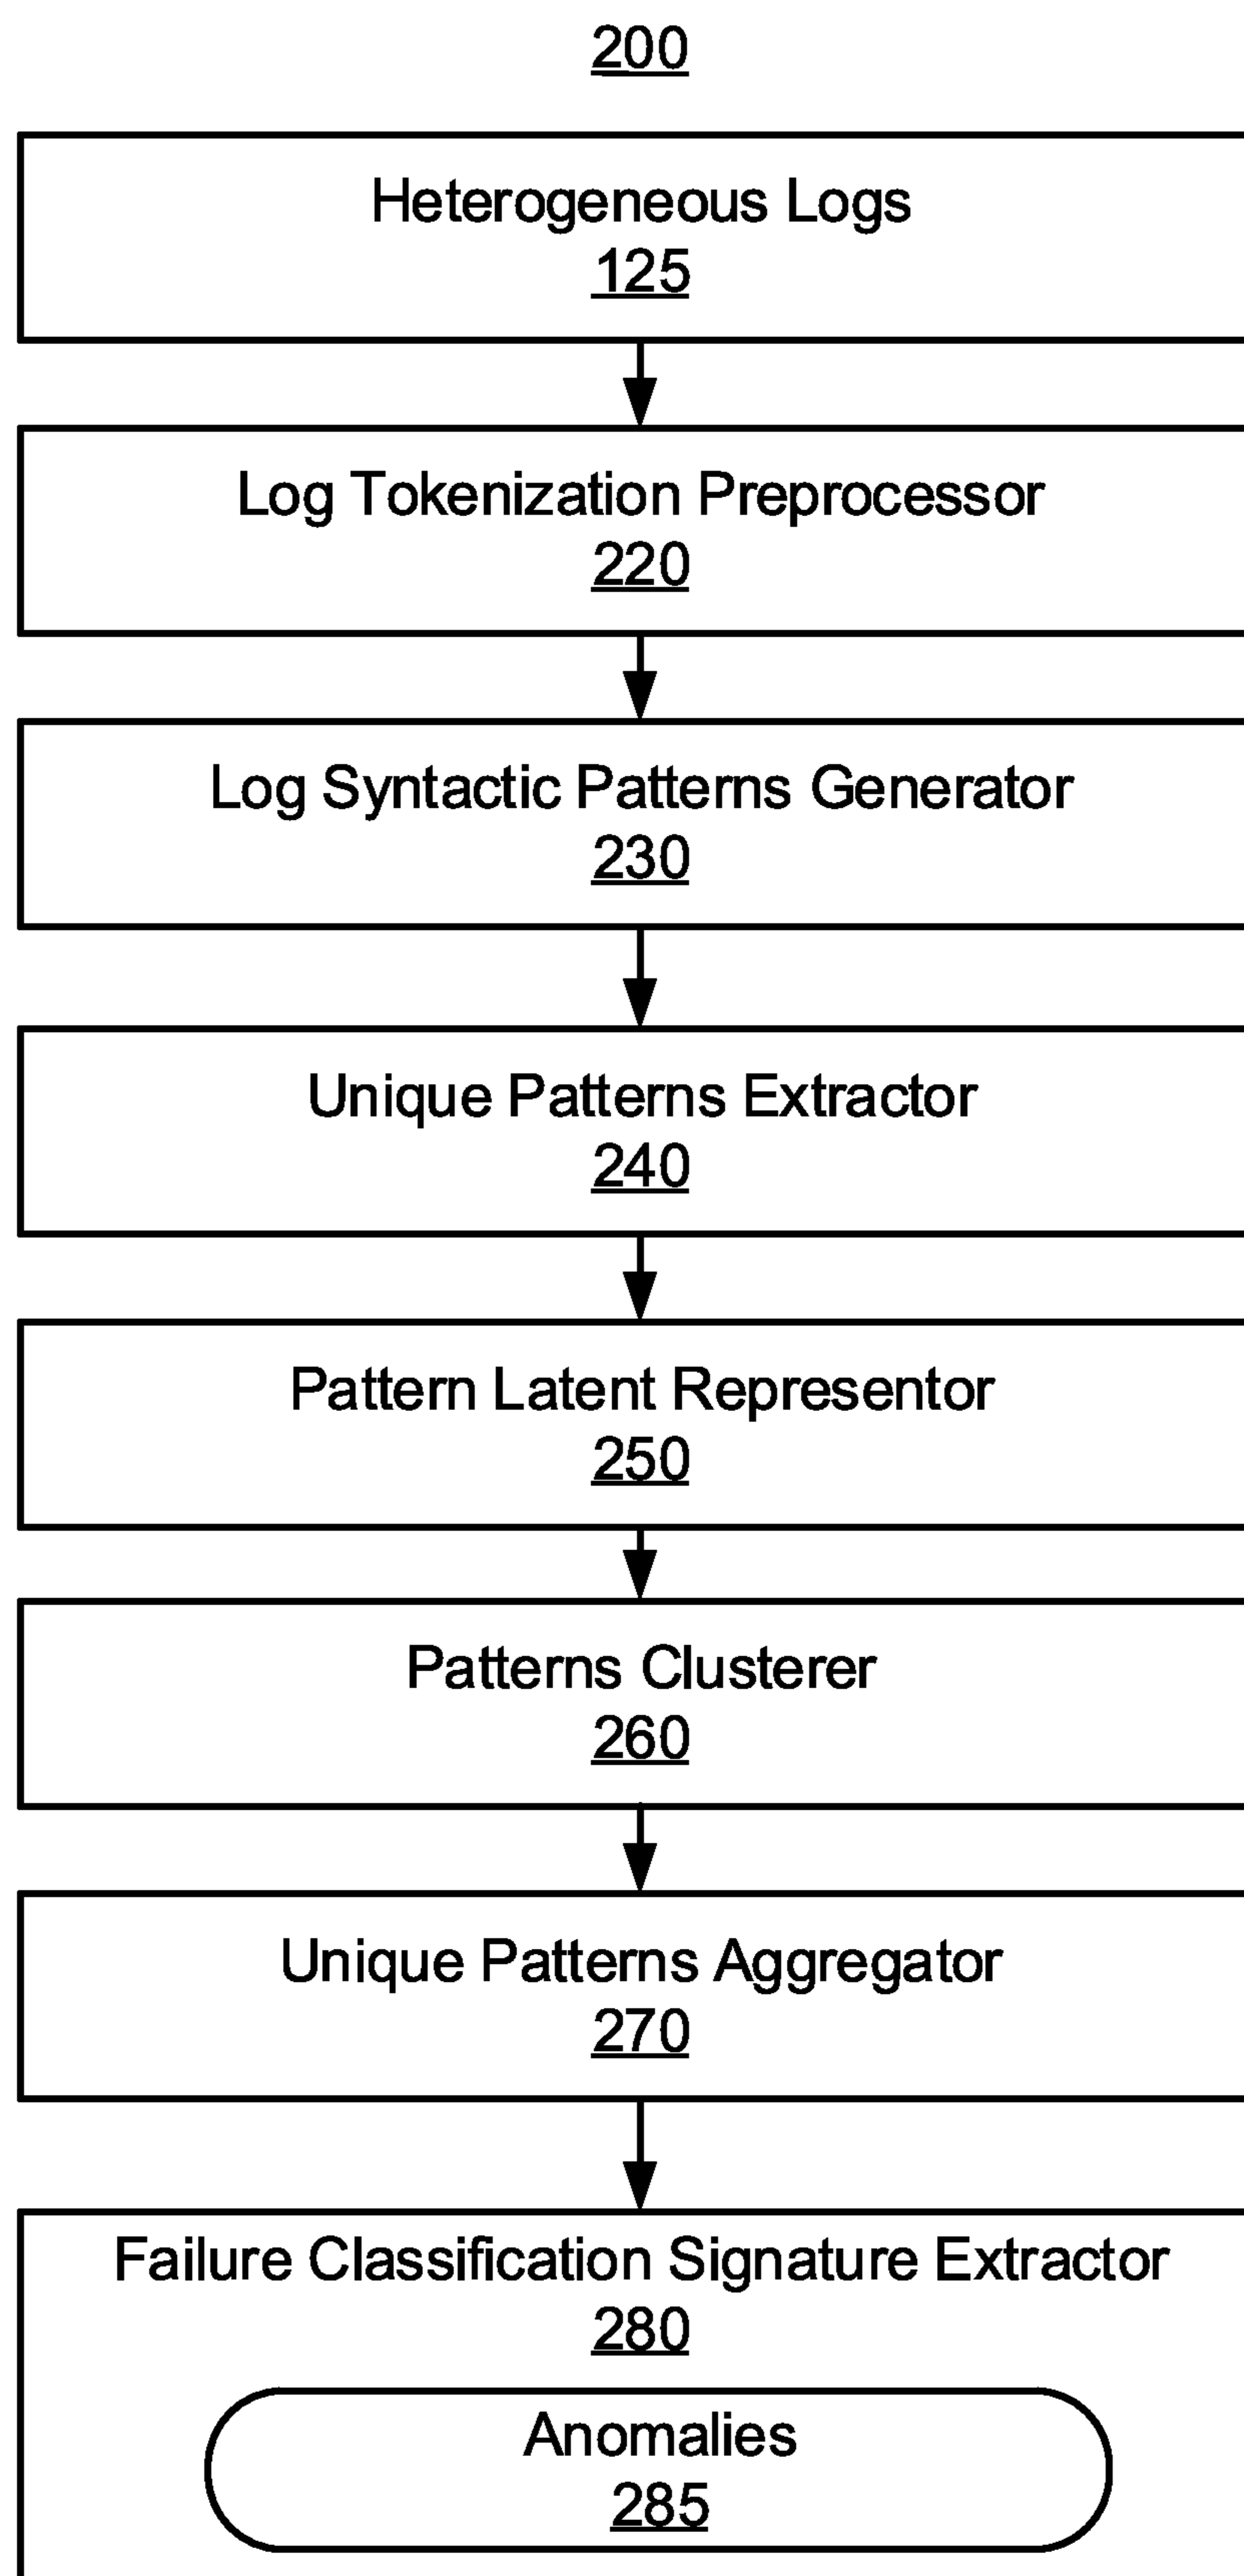 200
Heterogeneous Logs
125
Log Tokenization Preprocessor
220
Log Syntactic Patterns Generator
230
Unique Patterns Extractor
240
Pattern Latent Representor
250
Patterns Clusterer
260
Unique Patterns Aggregator
270
Failure Classification Signature Extractor
280
Anomalies
285